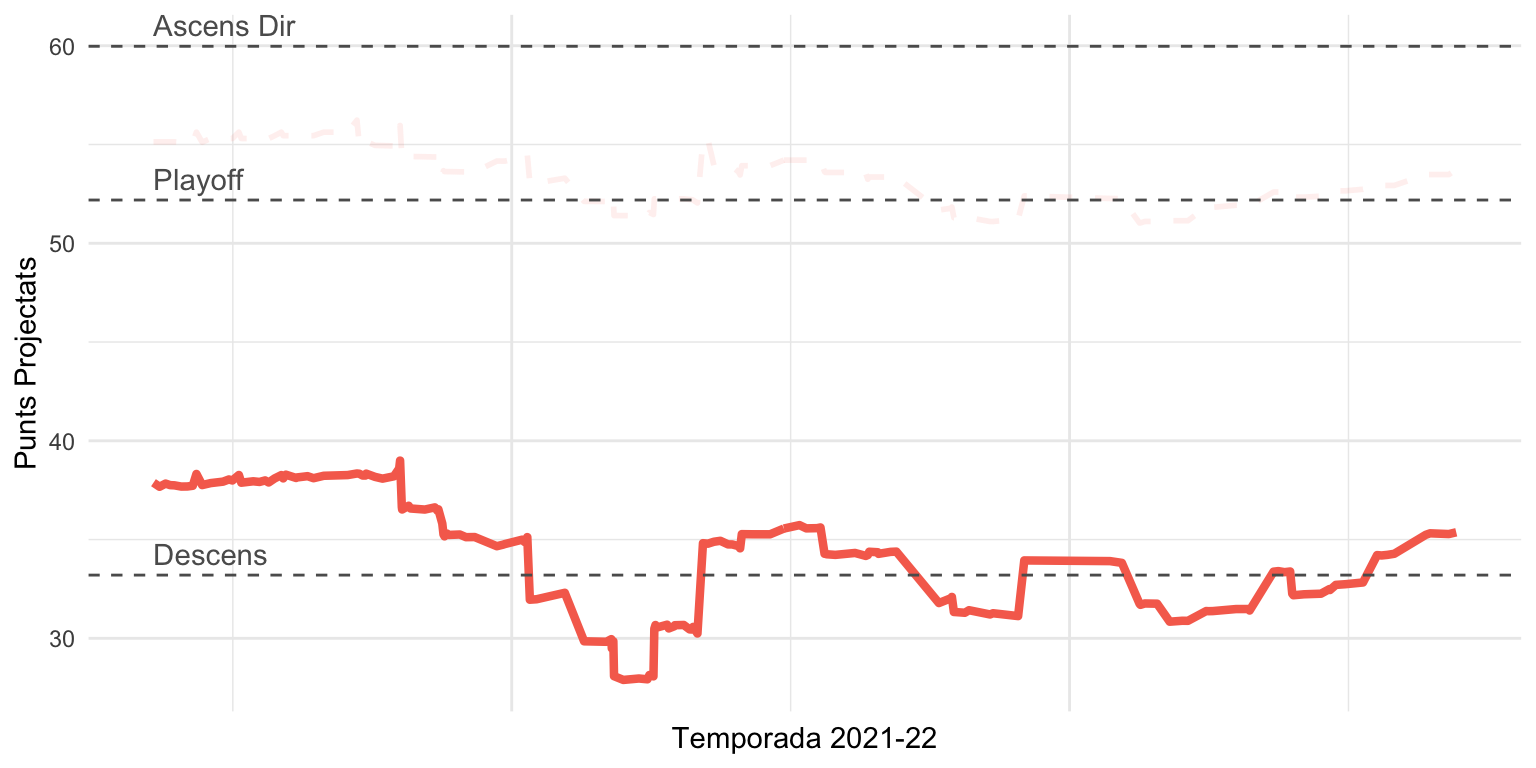 Ascens Dir
60
Playoff
50
Punts Projectats
40
Descens
30
Temporada 2021-22